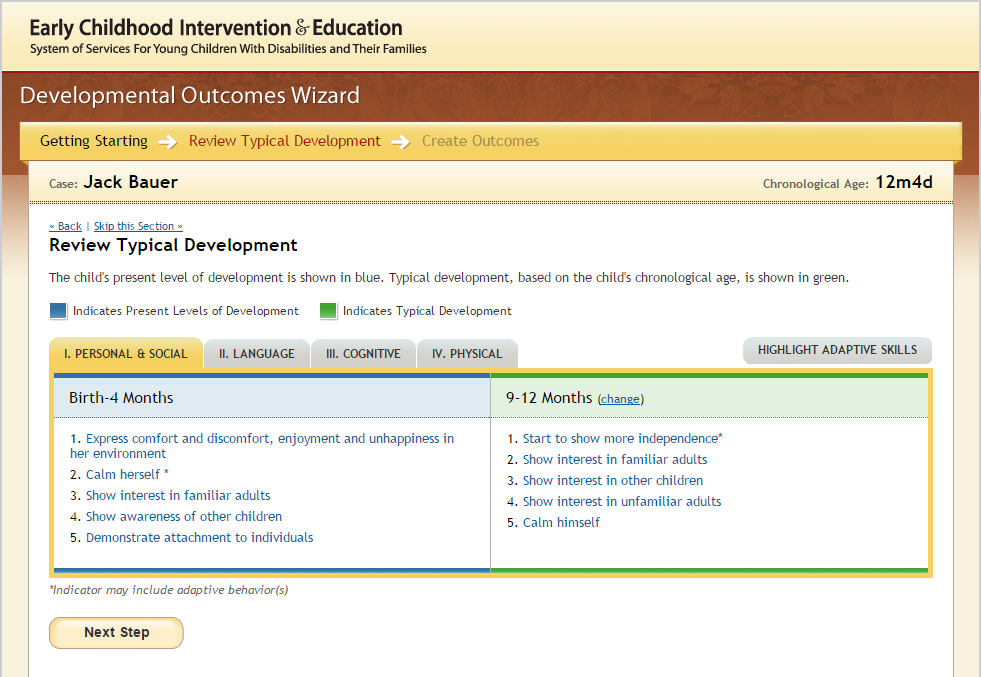 Early Childhood Intervention & Education
System of Services For Young Children With Disabilities and Their Families
Developmental Outcomes Wizard
Getting Starting Review Typical Development Create Outcomes
Case: Jack Bauer Chronological Age: 12m4d
« Back | Skip this Section »
Review Typical Development
The child's present level of development is shown in blue. Typical development, based on the child's chronological age, is shown in green.
Indicates Present Levels of Development Indicates Typical Development
I. PERSONAL & SOCIAL II. LANGUAGE III. COGNITIVE IV. PHYSICAL HIGHLIGHT ADAPTIVE SKILLS
Birth-4 Months
1. Express comfort and discomfort, enjoyment and unhappiness in
her environment
2. Calm herself *
3. Show interest in familiar adults
4. Show awareness of other children
5. Demonstrate attachment to individuals
9-12 Months (change)
1. Start to show more independence*
2. Show interest in familiar adults
3. Show interest in other children
4. Show interest in unfamiliar adults
5. Calm himself
*Indicator may include adaptive behavior(s)
Next Step